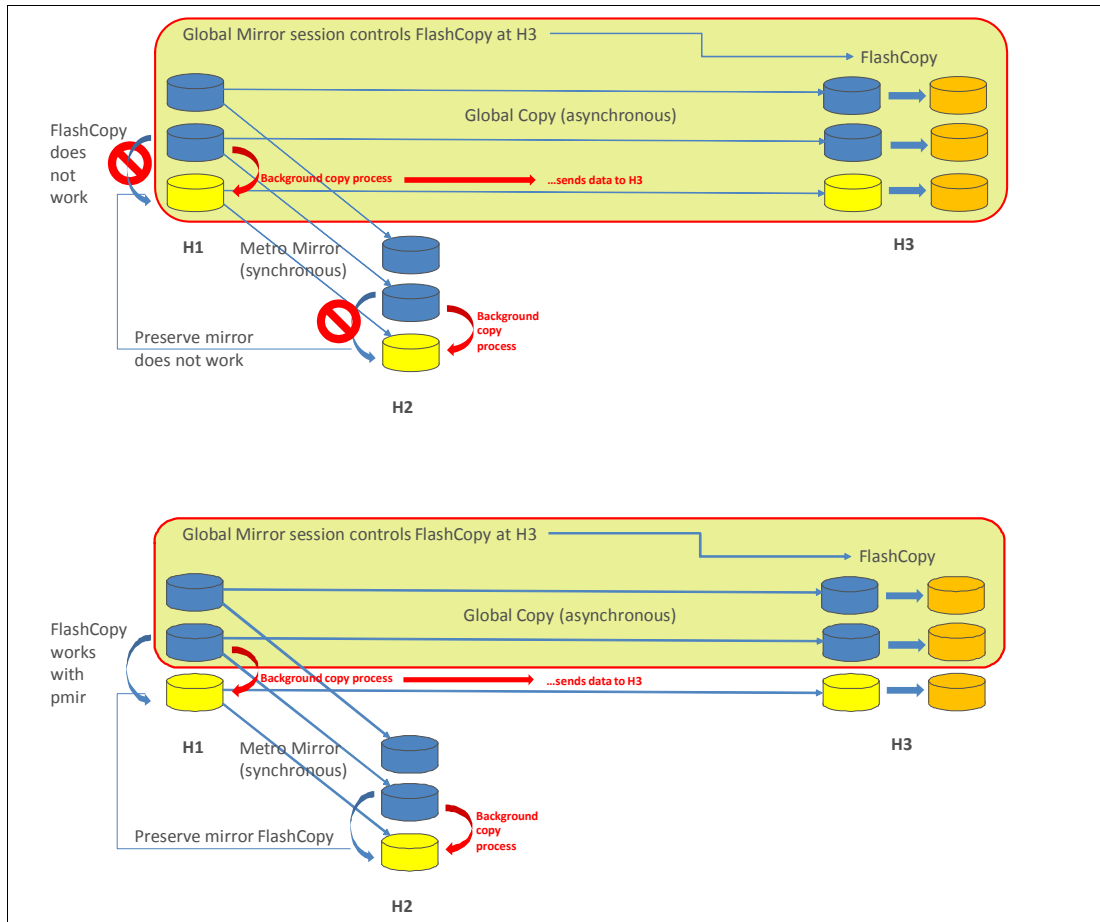 Global Mirror session controls FlashCopy at H3
FlashCopy
Global Copy (asynchronous)
FlashCopy
does
not
work
Background copy process
...sends data to H3
H1
H3
Metro Mirror
(synchronous)
Background
copy
process
Preserve mirror
does not work
H2
Global Mirror session controls FlashCopy at H3
FlashCopy
Global Copy (asynchronous)
FlashCopy
works
with
pmir
Background copy process
...sends data to H3
H1
H3
Metro Mirror
(synchronous)
Background
copy
process
Preserve mirror FlashCopy
H2